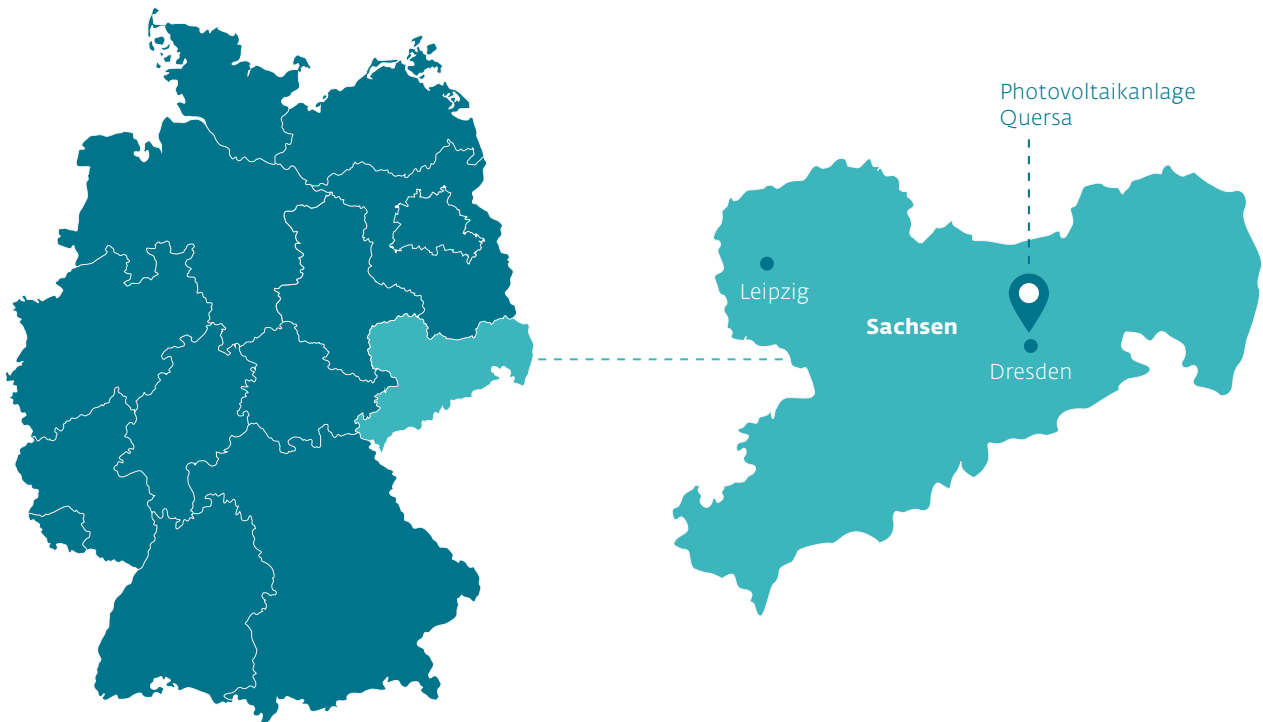 Photovoltaikanlage
Quersa
Leipzig
Sachsen
Dresden